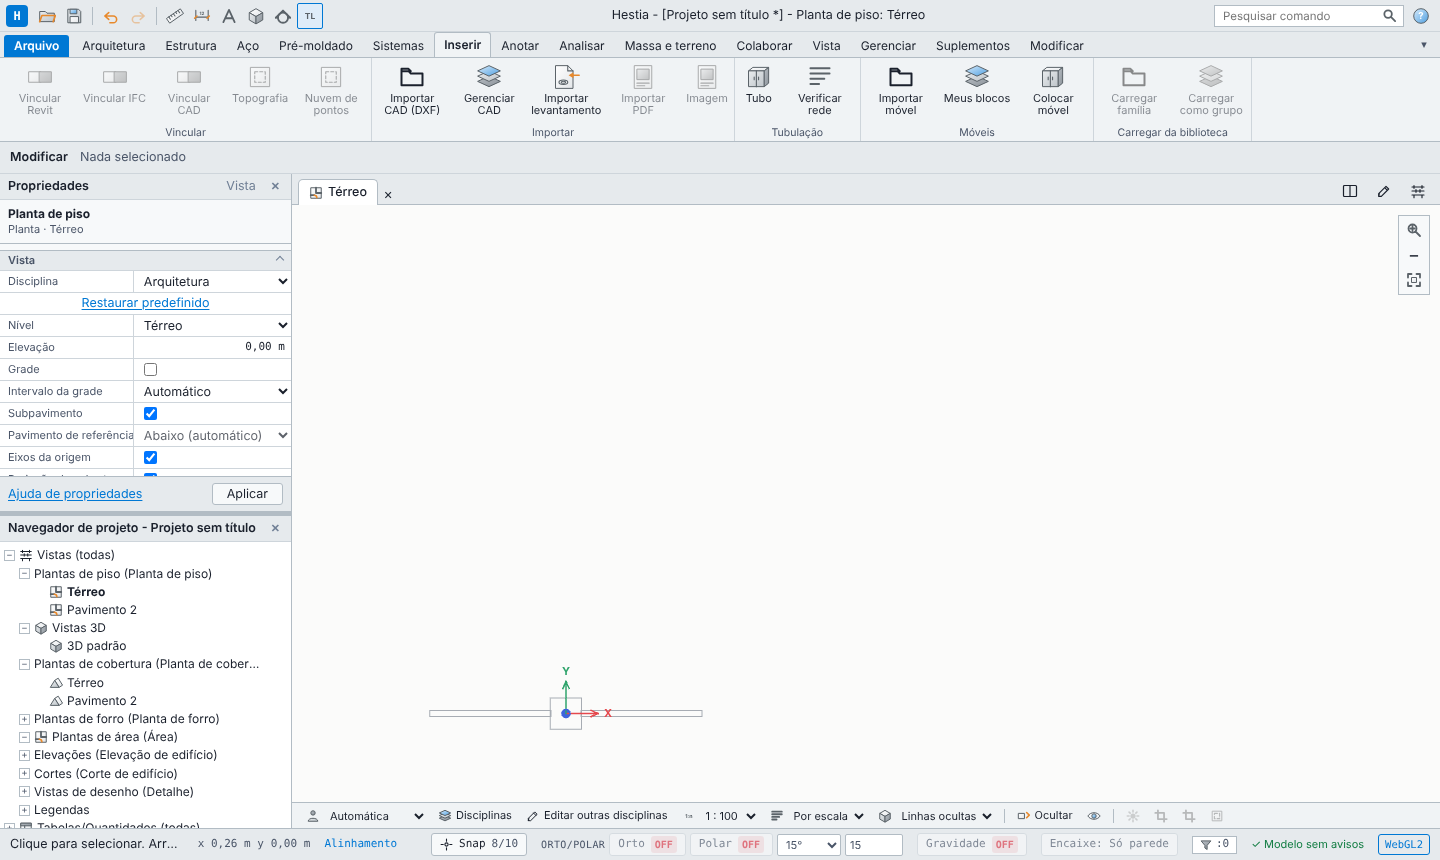 H
TL
Hestia - [Projeto sem título *] - Planta de piso: Térreo
Pesquisar comando
?
Arquivo
Arquitetura
Estrutura
Aço
Pré-moldado
Sistemas
Inserir
Anotar
Analisar
Massa e terreno
Colaborar
Vista
Gerenciar
Suplementos
Modificar
Vincular Revit
Vincular IFC
Vincular CAD
Topografia
Nuvem de pontos
Vincular
Importar CAD (DXF)
Gerenciar CAD
Importar levantamento
Importar PDF
Imagem
Importar
Tubo
Verificar rede
Tubulação
Importar móvel
Meus blocos
Colocar móvel
Móveis
Carregar família
Carregar como grupo
Carregar da biblioteca
Modificar Nada selecionado
Propriedades Vista ×
Planta de piso
Planta · Térreo
Vista
Disciplina Arquitetura
Restaurar predefinido
Nível Térreo
Elevação 0,00 m
Grade
Intervalo da grade Automático
Subpavimento
Pavimento de referência Abaixo (automático)
Eixos da origem
Ajuda de propriedades Aplicar
Navegador de projeto - Projeto sem título ×
Vistas (todas)
Plantas de piso (Planta de piso)
Térreo
Pavimento 2
Vistas 3D
3D padrão
Plantas de cobertura (Planta de cober...
Térreo
Pavimento 2
Plantas de forro (Planta de forro)
Plantas de área (Área)
Elevações (Elevação de edifício)
Cortes (Corte de edifício)
Vistas de desenho (Detalhe)
Legendas
Tabelas/Quantidades (todas)
Térreo ×
Y
X
Automática
Disciplinas
Editar outras disciplinas
1 : 100
Por escala
Linhas ocultas
Ocultar
Clique para selecionar. Arr...
x 0,26 m y 0,00 m
Alinhamento
Snap 8/10
ORTO/POLAR
Orto OFF
Polar OFF
15°
15
Gravidade OFF
Encaixe: Só parede
:0
✓ Modelo sem avisos
WebGL2